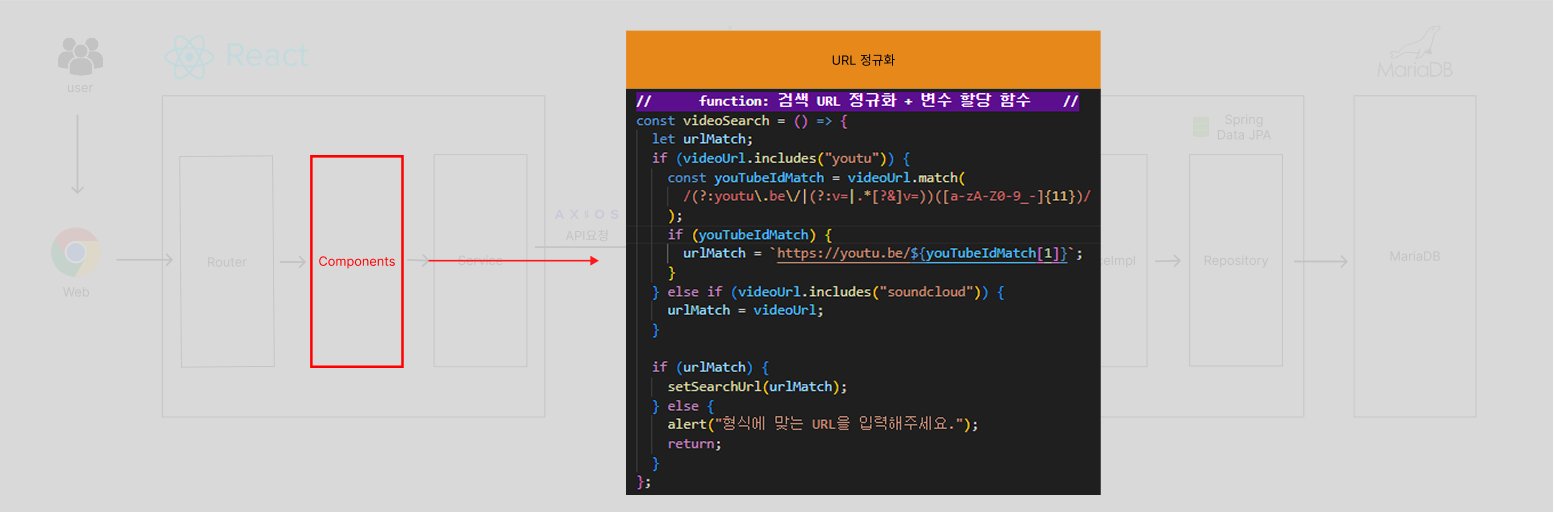 user
React
MariaDB
Web
Router
Components
Service
AXIOS
API요청
URL 정규화
//      function: 검색 URL 정규화 + 변수 할당 함수    //
const videoSearch = () => {
  let urlMatch;
  if (videoUrl.includes("youtu")) {
    const youTubeIdMatch = videoUrl.match(
      /(?:youtu\.be\/|(?:v=|.*[?&]v=))([a-zA-Z0-9_-]{11})/
    );
    if (youTubeIdMatch) {
      urlMatch = `https://youtu.be/${youTubeIdMatch[1]}`;
    }
  } else if (videoUrl.includes("soundcloud")) {
    urlMatch = videoUrl;
  }
  if (urlMatch) {
    setSearchUrl(urlMatch);
  } else {
    alert("형식에 맞는 URL을 입력해주세요.");
    return;
  }
};
Spring
Data JPA
eImpl
Repository
MariaDB